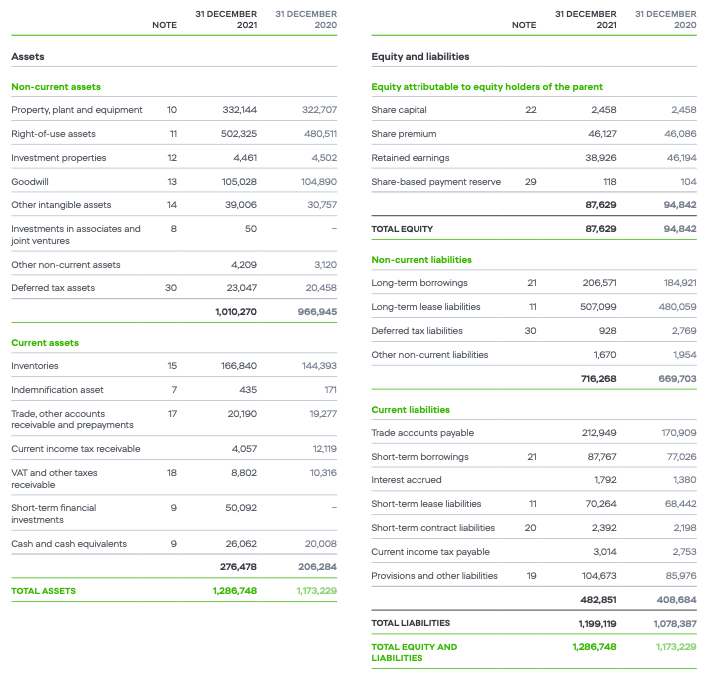 NOTE 31 DECEMBER 2021 31 DECEMBER 2020
Assets
Non-current assets
Property, plant and equipment 10 332,144 322,707
Right-of-use assets 11 502,325 480,511
Investment properties 12 4,461 4,502
Goodwill 13 105,028 104,890
Other intangible assets 14 39,006 30,757
Investments in associates and 8 50 –
joint ventures
Other non-current assets 4,209 3,120
Deferred tax assets 30 23,047 20,458
1,010,270 966,945
Current assets
Inventories 15 166,840 144,393
Indemnification asset 7 435 171
Trade, other accounts 17 20,190 19,277
receivable and prepayments
Current income tax receivable 4,057 12,119
VAT and other taxes 18 8,802 10,316
receivable
Short-term financial 9 50,092 –
investments
Cash and cash equivalents 9 26,062 20,008
276,478 206,284
TOTAL ASSETS 1,286,748 1,173,229
NOTE 31 DECEMBER 2021 31 DECEMBER 2020
Equity and liabilities
Equity attributable to equity holders of the parent
Share capital 22 2,458 2,458
Share premium 46,127 46,086
Retained earnings 38,926 46,194
Share-based payment reserve 29 118 104
87,629 94,842
TOTAL EQUITY 87,629 94,842
Non-current liabilities
Long-term borrowings 21 206,571 184,921
Long-term lease liabilities 11 507,099 480,059
Deferred tax liabilities 30 928 2,769
Other non-current liabilities 1,670 1,954
716,268 669,703
Current liabilities
Trade accounts payable 212,949 170,909
Short-term borrowings 21 87,767 77,026
Interest accrued 1,792 1,380
Short-term lease liabilities 11 70,264 68,442
Short-term contract liabilities 20 2,392 2,198
Current income tax payable 3,014 2,753
Provisions and other liabilities 19 104,673 85,976
482,851 408,684
TOTAL LIABILITIES 1,199,119 1,078,387
TOTAL EQUITY AND 1,286,748 1,173,229
LIABILITIES